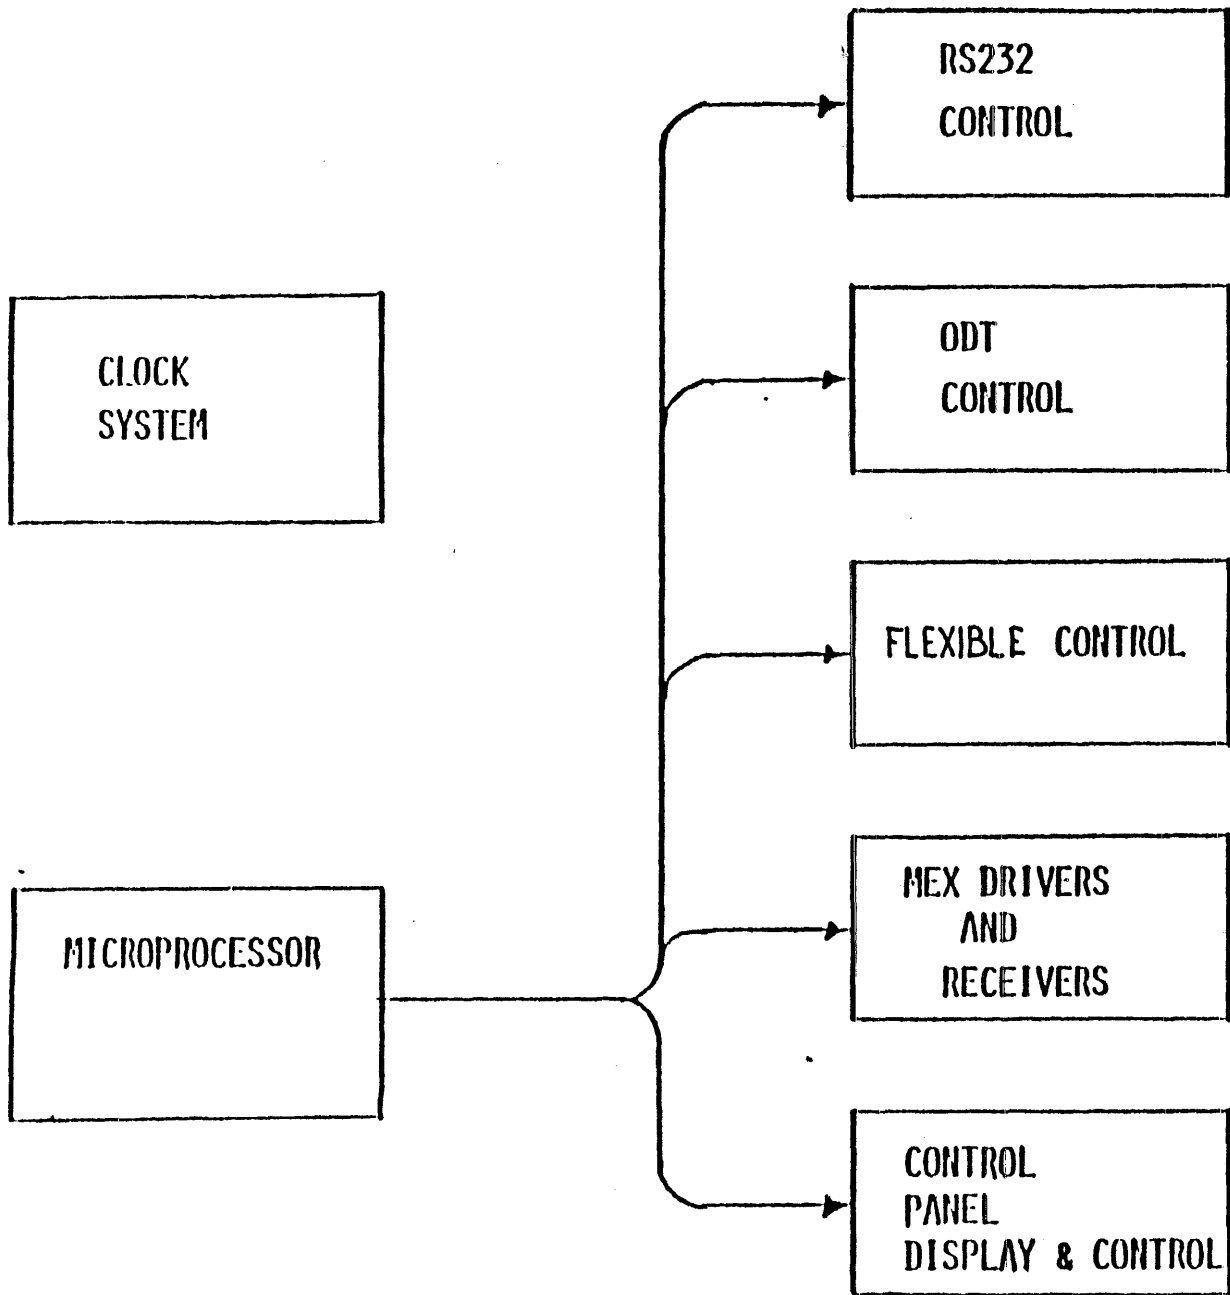 RS232
CONTROL
CLOCK
SYSTEM
ODT
CONTROL
FLEXIBLE CONTROL
MICROPROCESSOR
MEX DRIVERS
AND
RECEIVERS
CONTROL
PANEL
DISPLAY & CONTROL